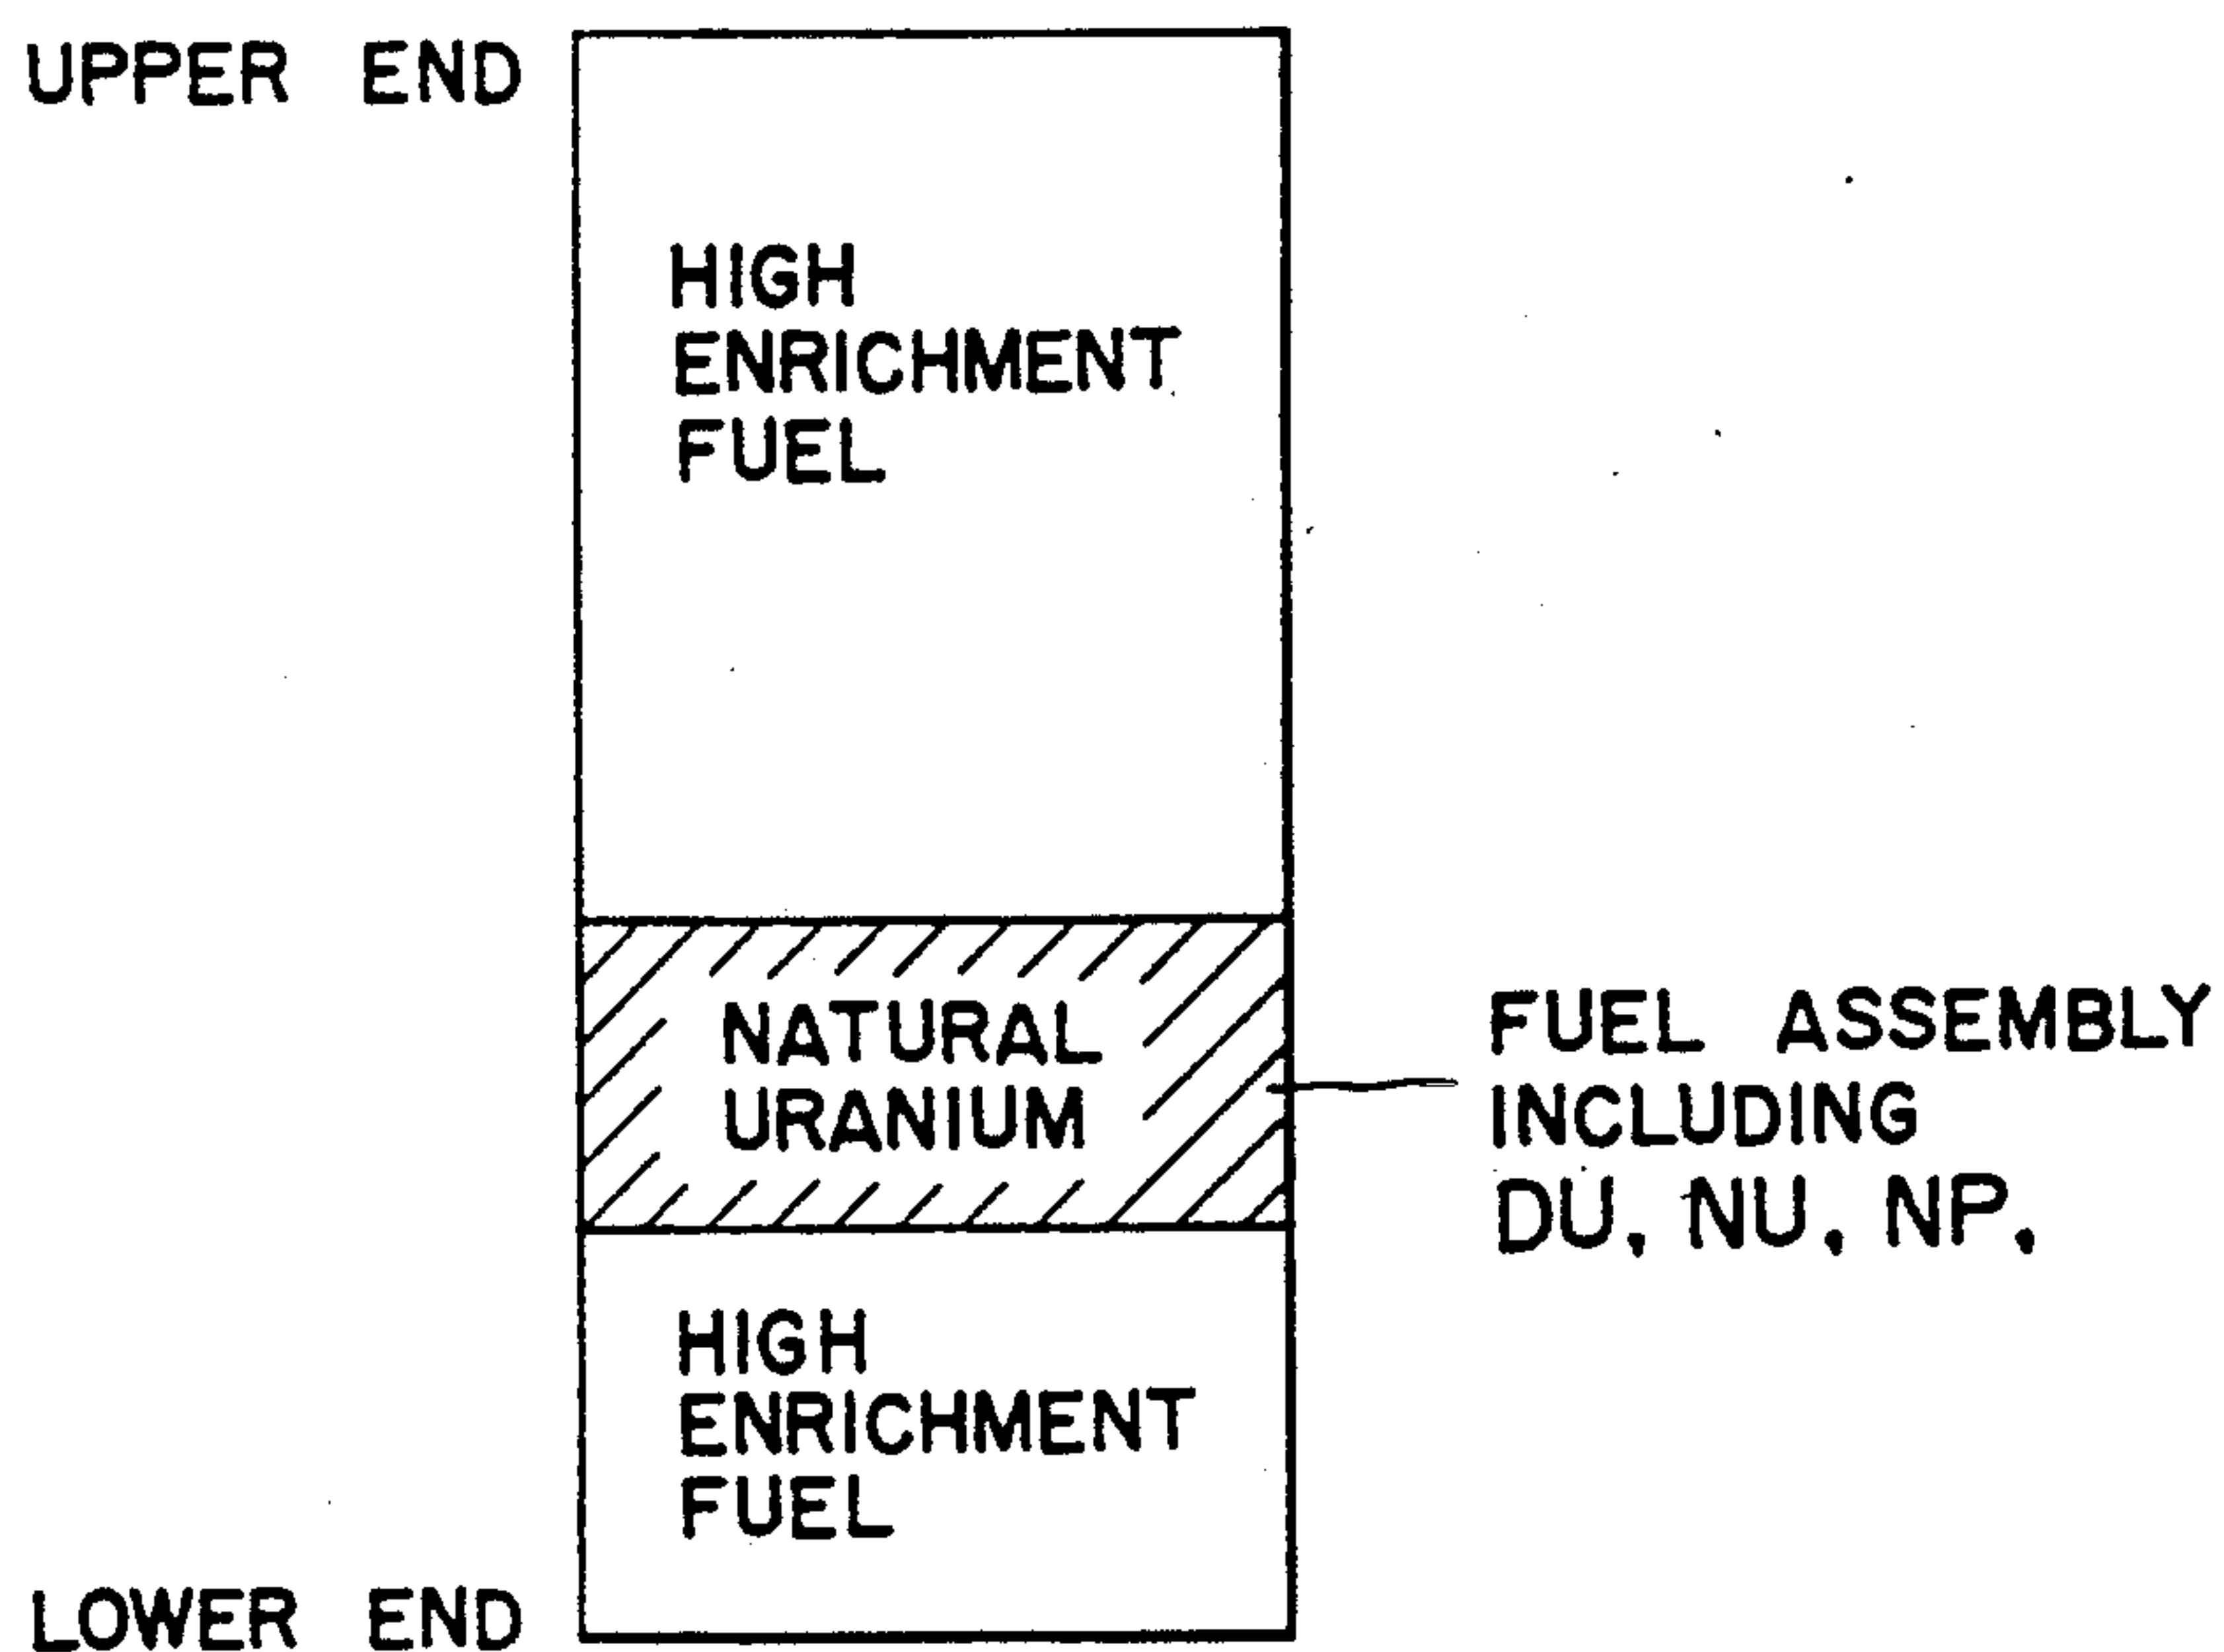 UPPER END
HIGH
ENRICHMENT
FUEL
NATURAL
URANIUM
FUEL ASSEMBLY
INCLUDING
DU, NU, NP,
HIGH
ENRICHMENT
FUEL
LOWER END